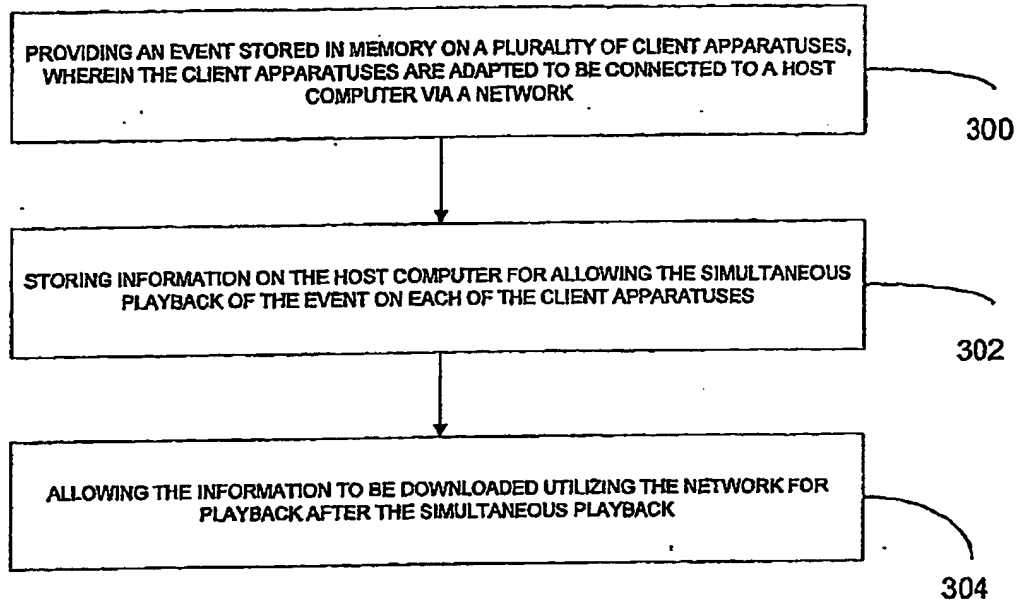 PROVIDING AN EVENT STORED IN MEMORY ON A PLURALITY OF CLIENT APPARATUSES,
WHEREIN THE CLIENT APPARATUSES ARE ADAPTED TO BE CONNECTED TO A HOST
COMPUTER VIA A NETWORK
300
STORING INFORMATION ON THE HOST COMPUTER FOR ALLOWING THE SIMULTANEOUS
PLAYBACK OF THE EVENT ON EACH OF THE CLIENT APPARATUSES
302
ALLOWING THE INFORMATION TO BE DOWNLOADED UTILIZING THE NETWORK FOR
PLAYBACK AFTER THE SIMULTANEOUS PLAYBACK
304